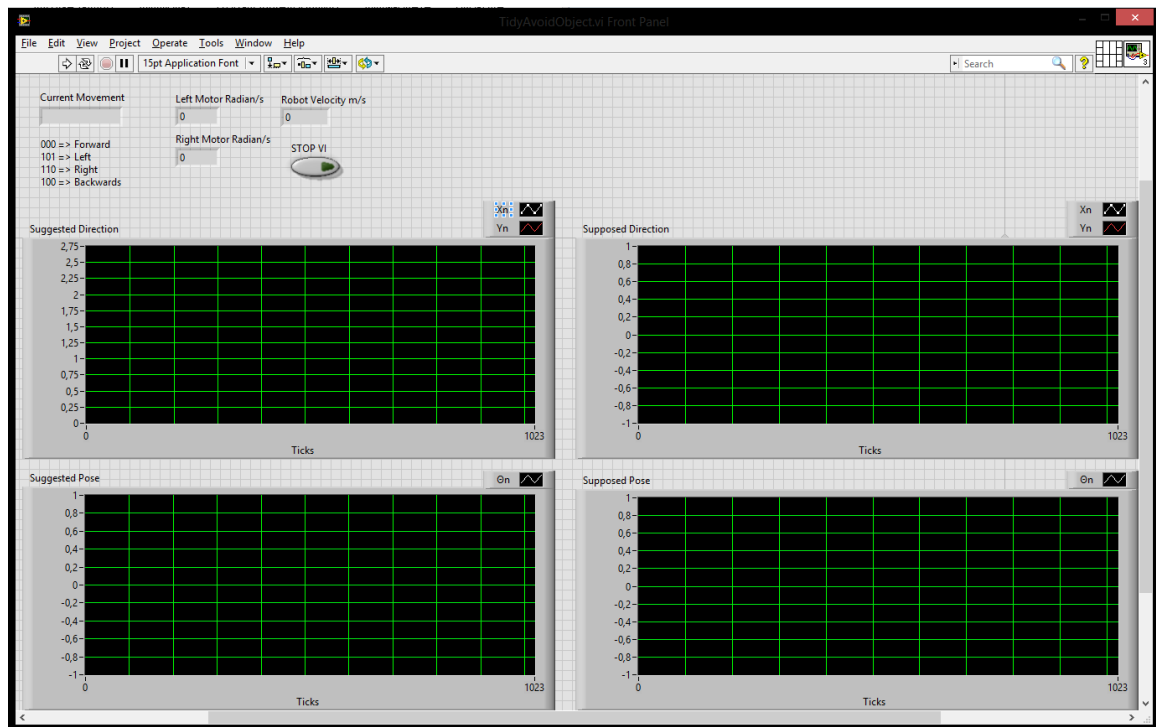 TidyAvoidObject.vi Front Panel
File Edit View Project Operate Tools Window Help
15pt Application Font
Search
3
Current Movement
Left Motor Radian/s
Robot Velocity m/s
0
0
Right Motor Radian/s
0
STOP VI
000 => Forward
101 => Left
110 => Right
100 => Backwards
Xn
Yn
Suggested Direction
2,75
2,5
2,25
2
1,75
1,5
1,25
1
0,75
0,5
0,25
0
0
1023
Ticks
Xn
Yn
Supposed Direction
1
0,8
0,6
0,4
0,2
0
-0,2
-0,4
-0,6
-0,8
-1
0
1023
Ticks
Suggested Pose
Θn
1
0,8
0,6
0,4
0,2
0
-0,2
-0,4
-0,6
-0,8
-1
0
1023
Ticks
Supposed Pose
Θn
1
0,8
0,6
0,4
0,2
0
-0,2
-0,4
-0,6
-0,8
-1
0
1023
Ticks